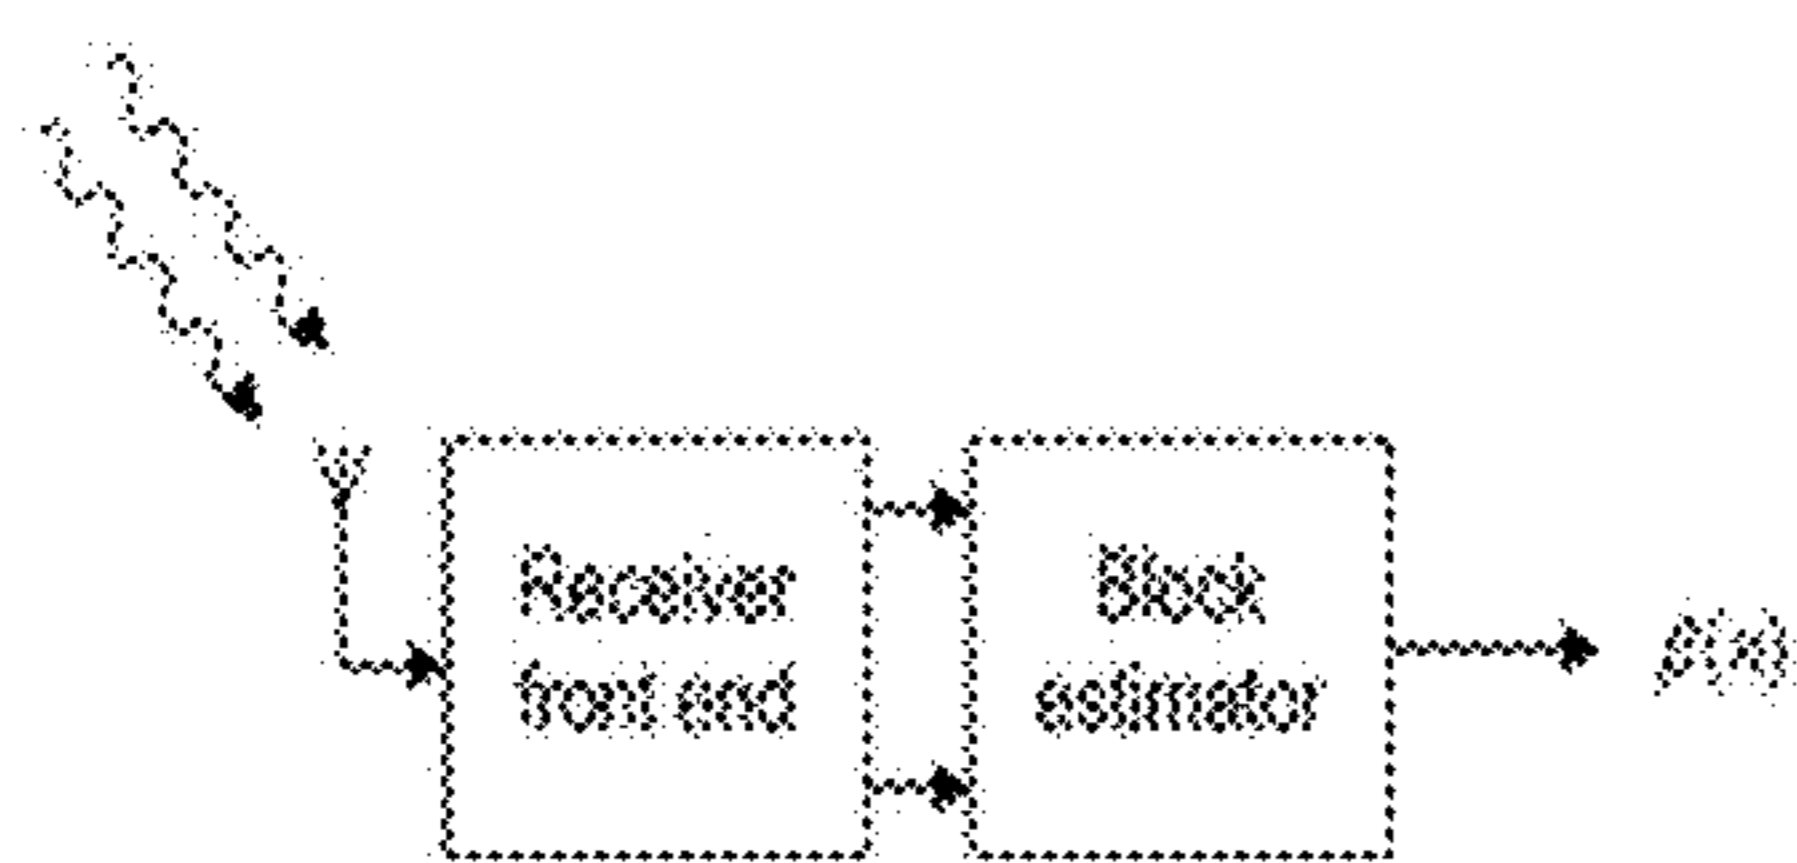 Receiver
front end
Block
estimator